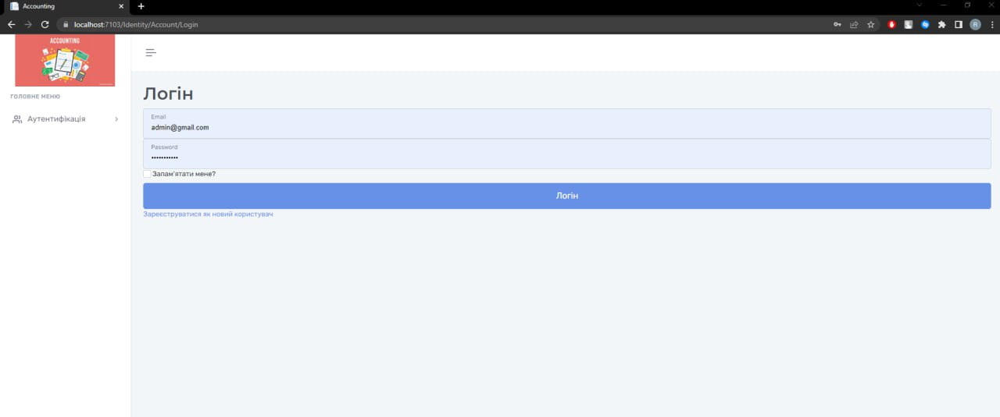 Accounting
localhost:7103/Identity/Account/Login
R
ACCOUNTING
ГОЛОВНЕ МЕНЮ
Аутентифікація
Логін
Email
admin@gmail.com
Password
Запам'ятати мене?
Логін
Зареєструватися як новий користувач